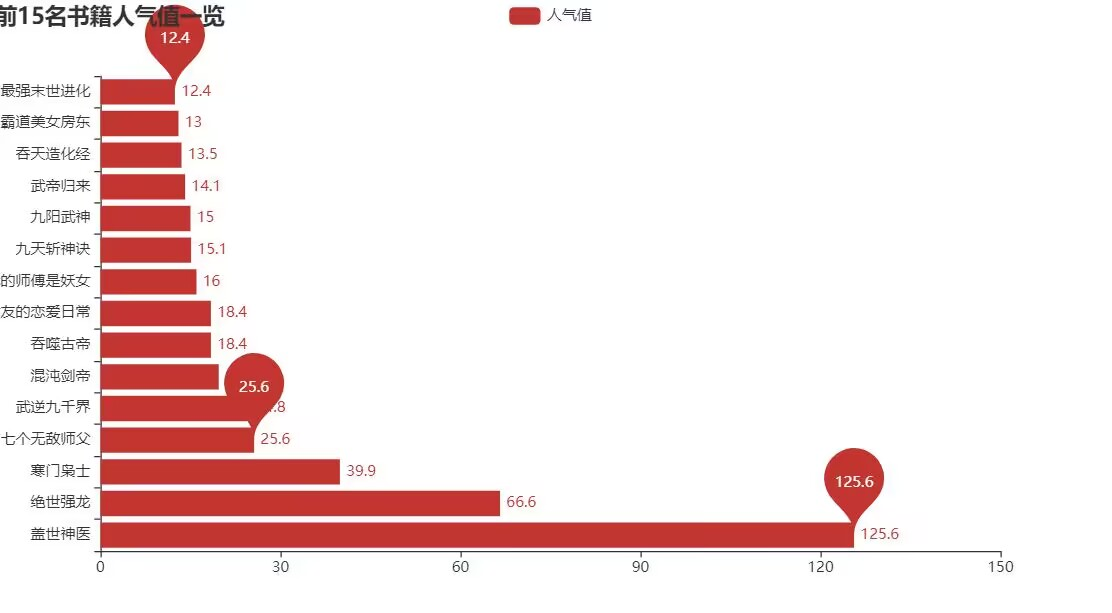 前15名书籍人气值一览
人气值
12.4
最强末世进化 12.4
霸道美女房东 13
吞天造化经 13.5
武帝归来 14.1
九阳武神 15
九天斩神诀 15.1
的师傅是妖女 16
友的恋爱日常 18.4
吞噬古帝 18.4
混沌剑帝
25.6
武逆九千界 .8
七个无敌师父 25.6
寒门枭士 39.9
125.6
绝世强龙 66.6
盖世神医 125.6
0 30 60 90 120 150